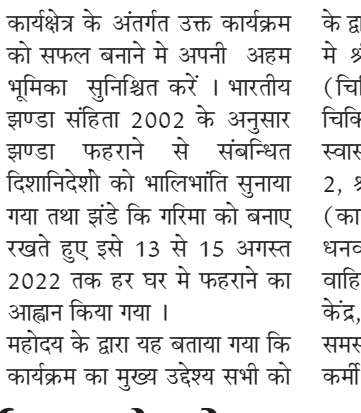 कार्यक्षेत्र के अंतर्गत उक्त कार्यक्रम
को सफल बनाने मे अपनी अहम
भूमिका सुनिश्चित करें । भारतीय
झण्डा संहिता 2002 के अनुसार
झण्डा फहराने से संबन्धित
दिशानिदेशी को भालिभांति सुनाया
गया तथा झंडे कि गरिमा को बनाए
रखते हुए इसे 13 से 15 अगस्त
2022 तक हर घर मे फहराने का
आह्वान किया गया ।
महोदय के द्वारा यह बताया गया कि
कार्यक्रम का मुख्य उद्देश्य सभी को
के
मे
2,
केंद्र,
कर्मी